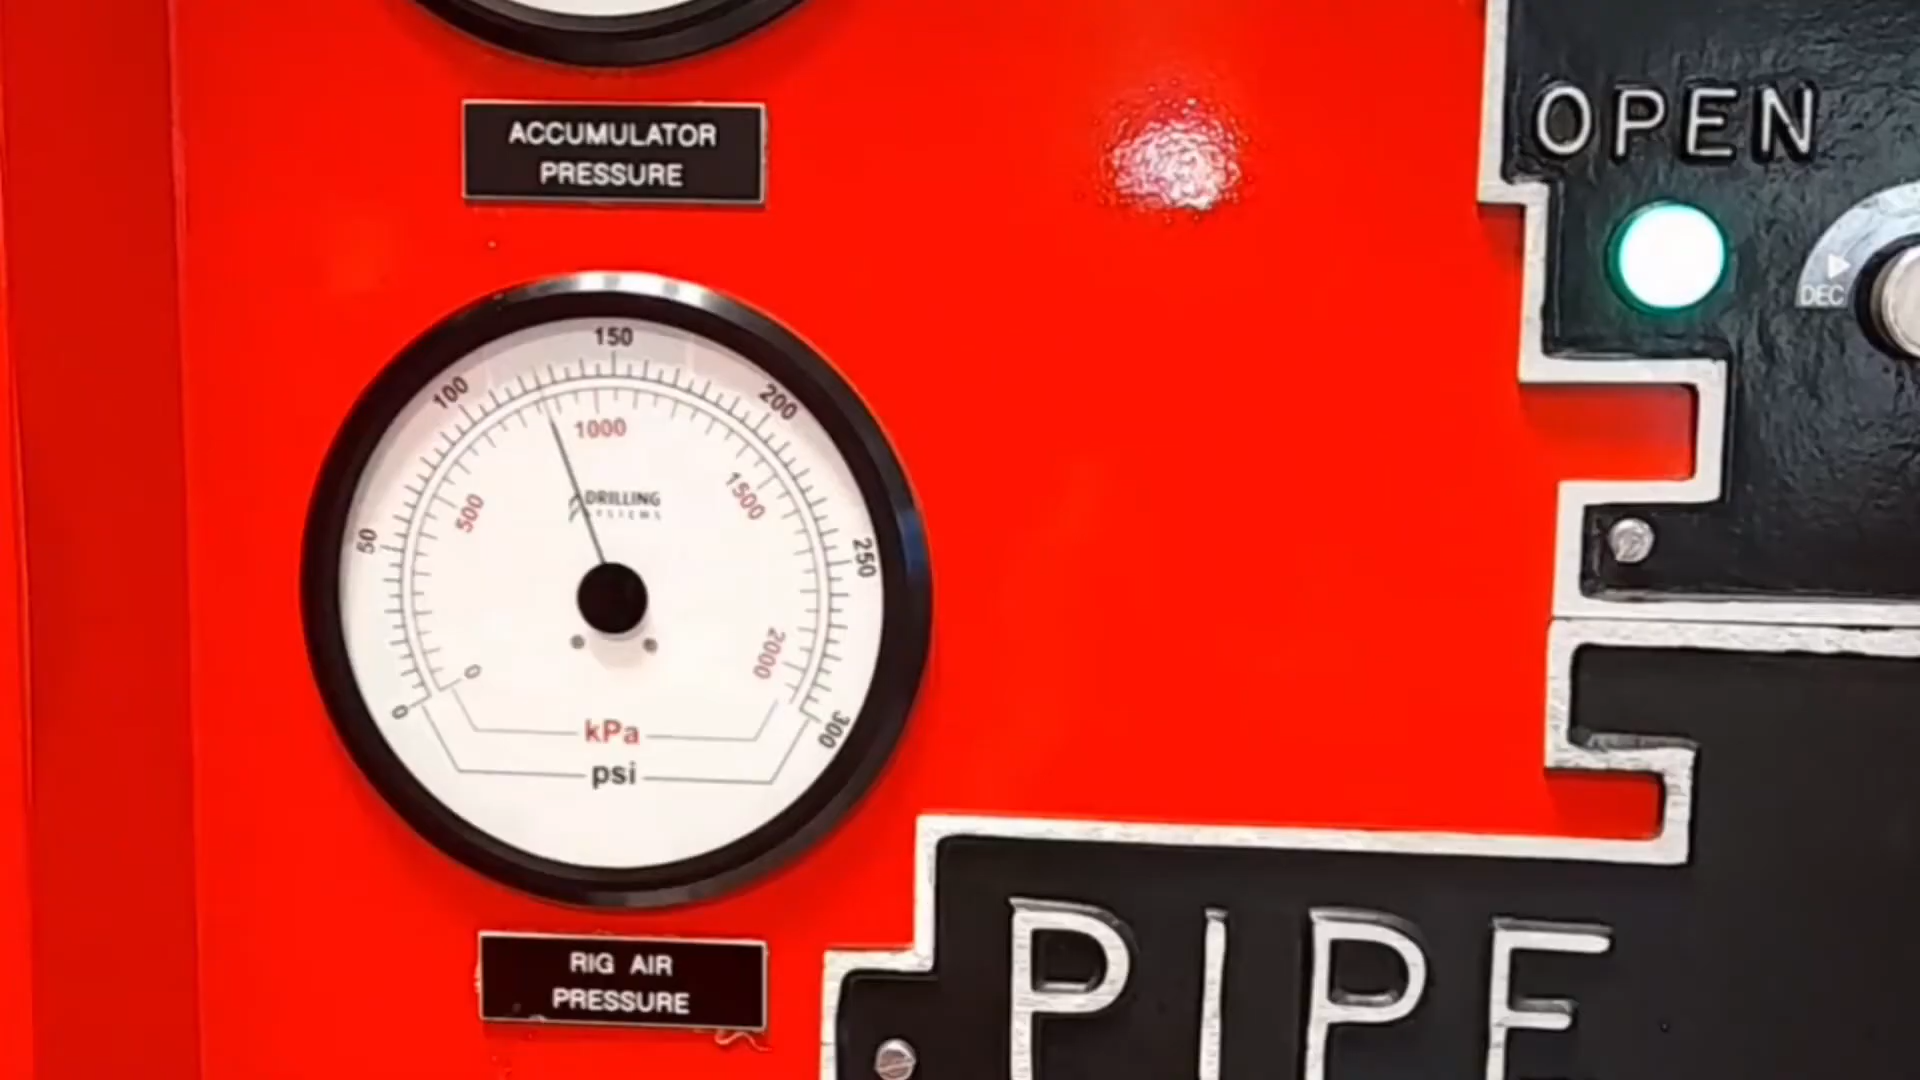 ACCUMULATOR
PRESSURE
OPEN
DEC
150
100
200
1000
500
1500
DRILLING
SYSTEMS
50
250
0
2000
0
300
kPa
psi
PIPE
RIG AIR
PRESSURE